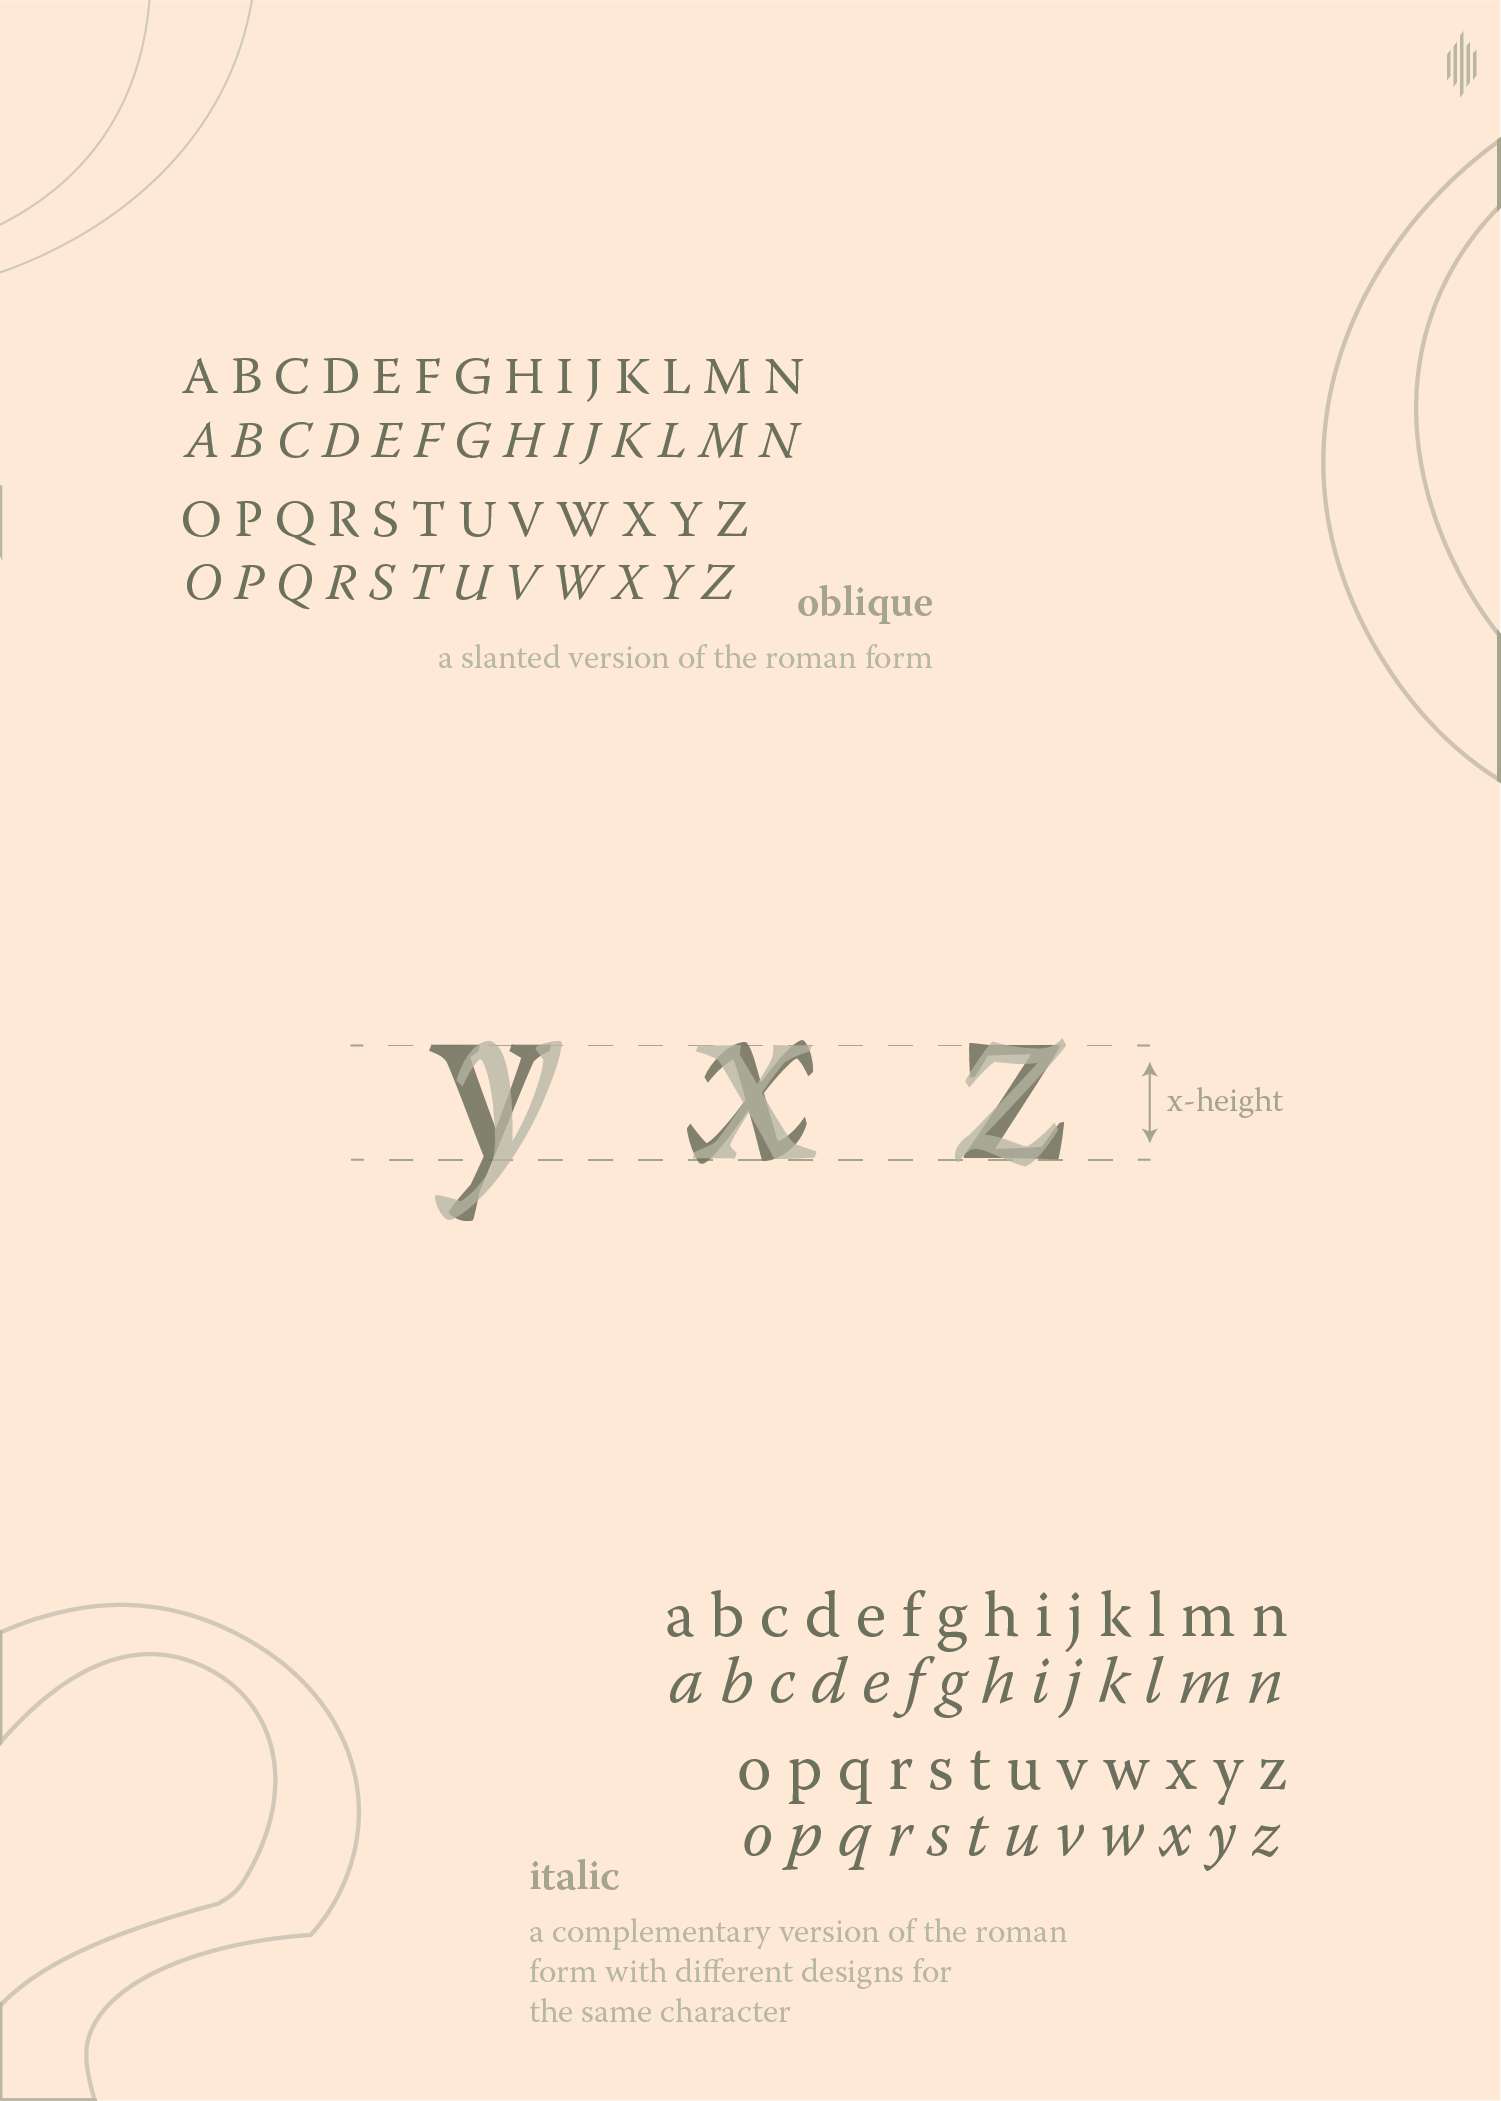 A B C D E F G H I J K L M N
A B C D E F G H I J K L M N
O P Q R S T U V W X Y Z
O P Q R S T U V W X Y Z
oblique
a slanted version of the roman form
y x z
x-height
a b c d e f g h i j k l m n
a b c d e f g h i j k l m n
o p q r s t u v w x y z
o p q r s t u v w x y z
italic
a complementary version of the roman
form with different designs for
the same character